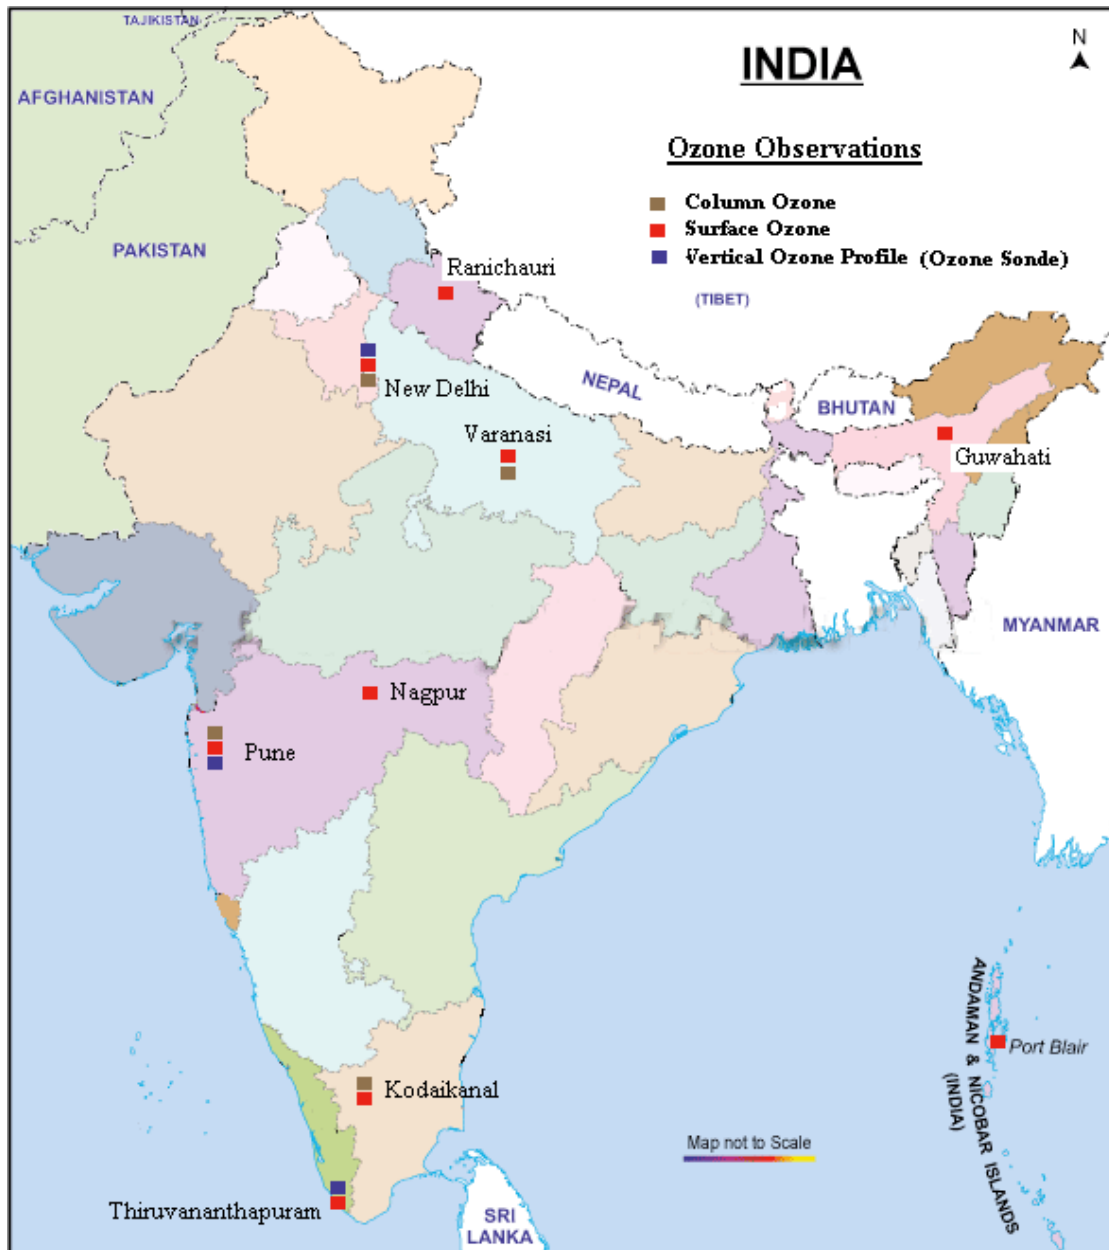 TAJIKISTAN
INDIA
N
AFGHANISTAN
Ozone Observations
Column Ozone
Surface Ozone
Vertical Ozone Profile (Ozone Sonde)
PAKISTAN
Ranichauri
(TIBET)
New Delhi
NEPAL
BHUTAN
Varanasi
Guwahati
MYANMAR
Nagpur
Pune
ANDAMAN & NICOBAR ISLANDS
(INDIA)
Port Blair
Kodaikanal
Map not to Scale
Thiruvananthapuram
SRI
LANKA